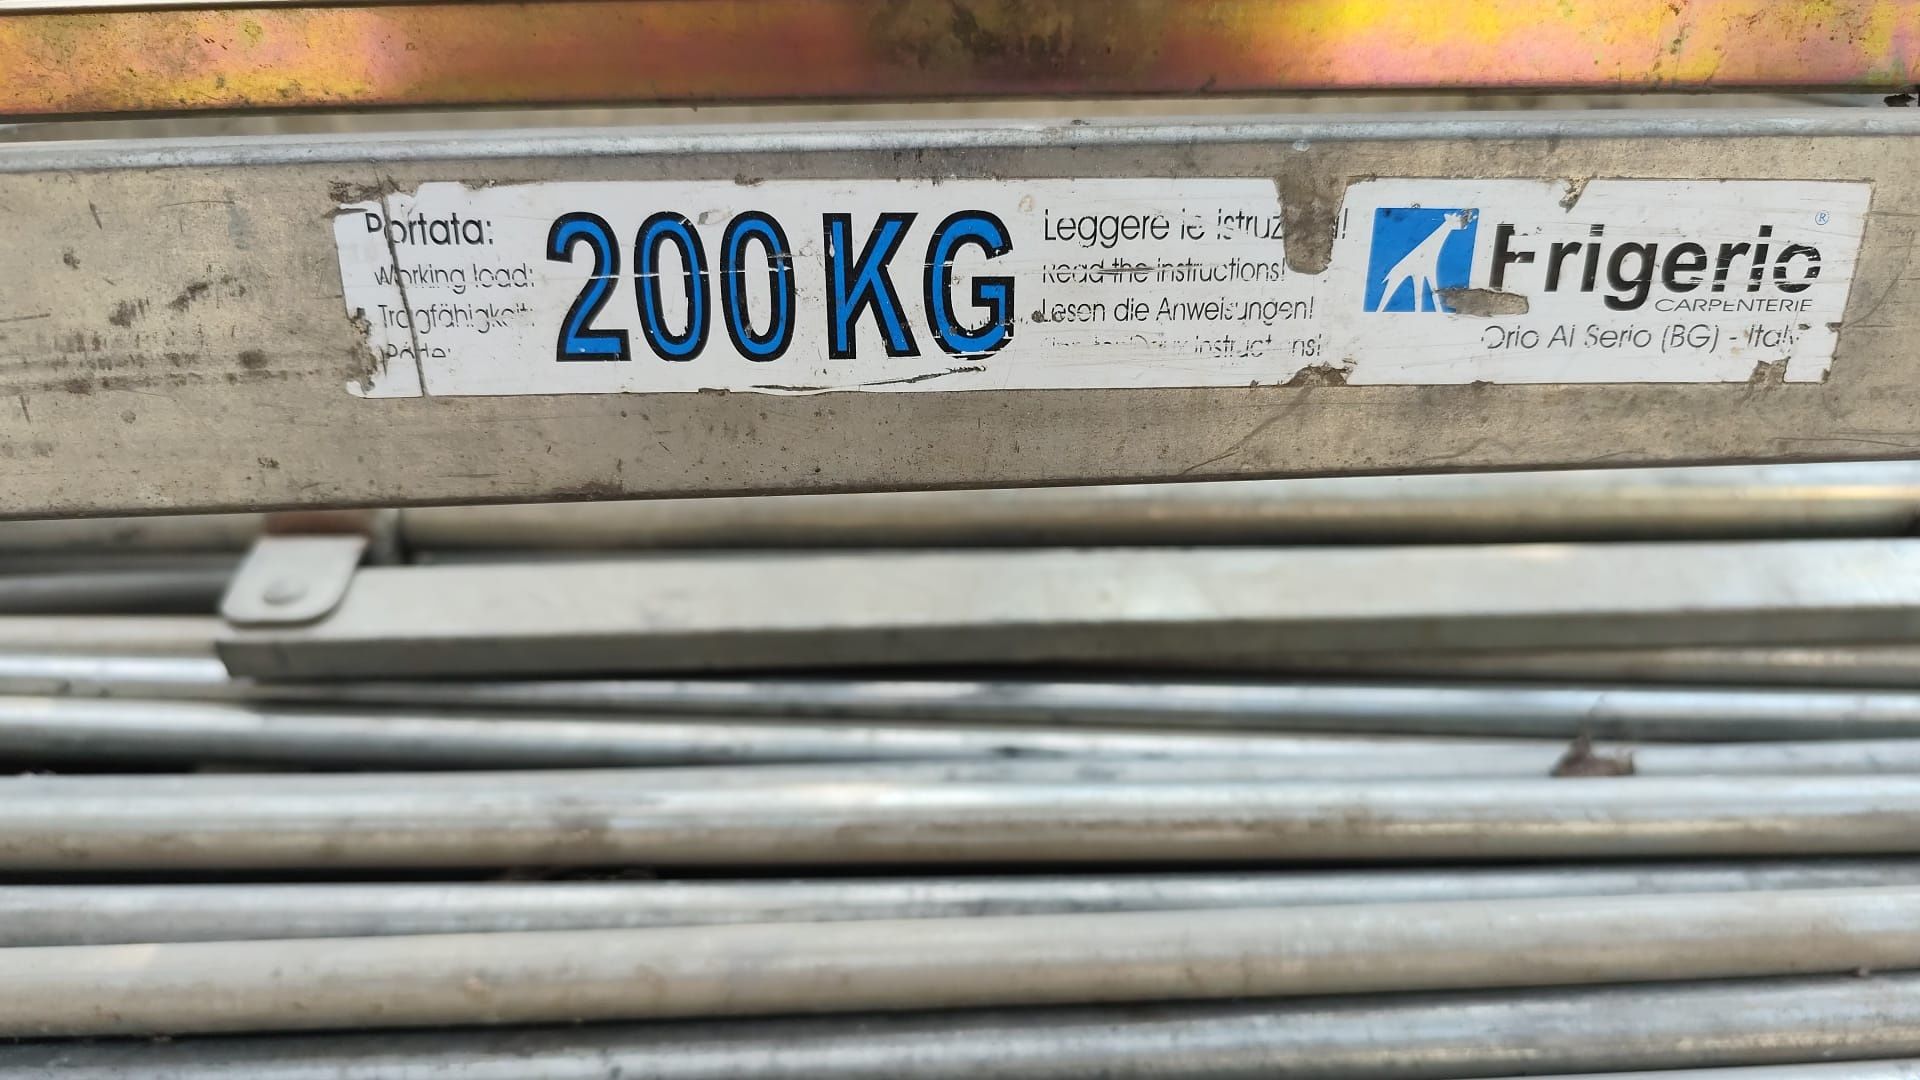 Portata:
Working load:
Tragfähigkeit:
200 KG
Leggere le
Read the instructions!
Lesen die Anweisungen!
Frigerio ®
CARPENTERIE
Orio Al Serio (BG) - Italy